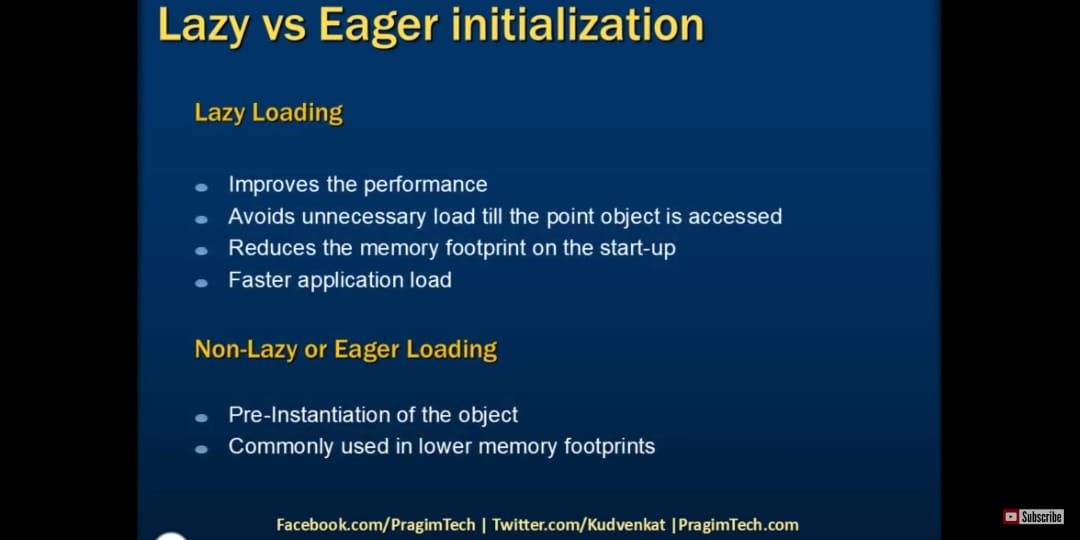 Lazy vs Eager initialization
Lazy Loading
Improves the performance
Avoids unnecessary load till the point object is accessed
Reduces the memory footprint on the start-up
Faster application load
Non-Lazy or Eager Loading
Pre-Instantiation of the object
Commonly used in lower memory footprints
Facebook.com/PragimTech | Twitter.com/Kudvenkat |PragimTech.com
Subscribe